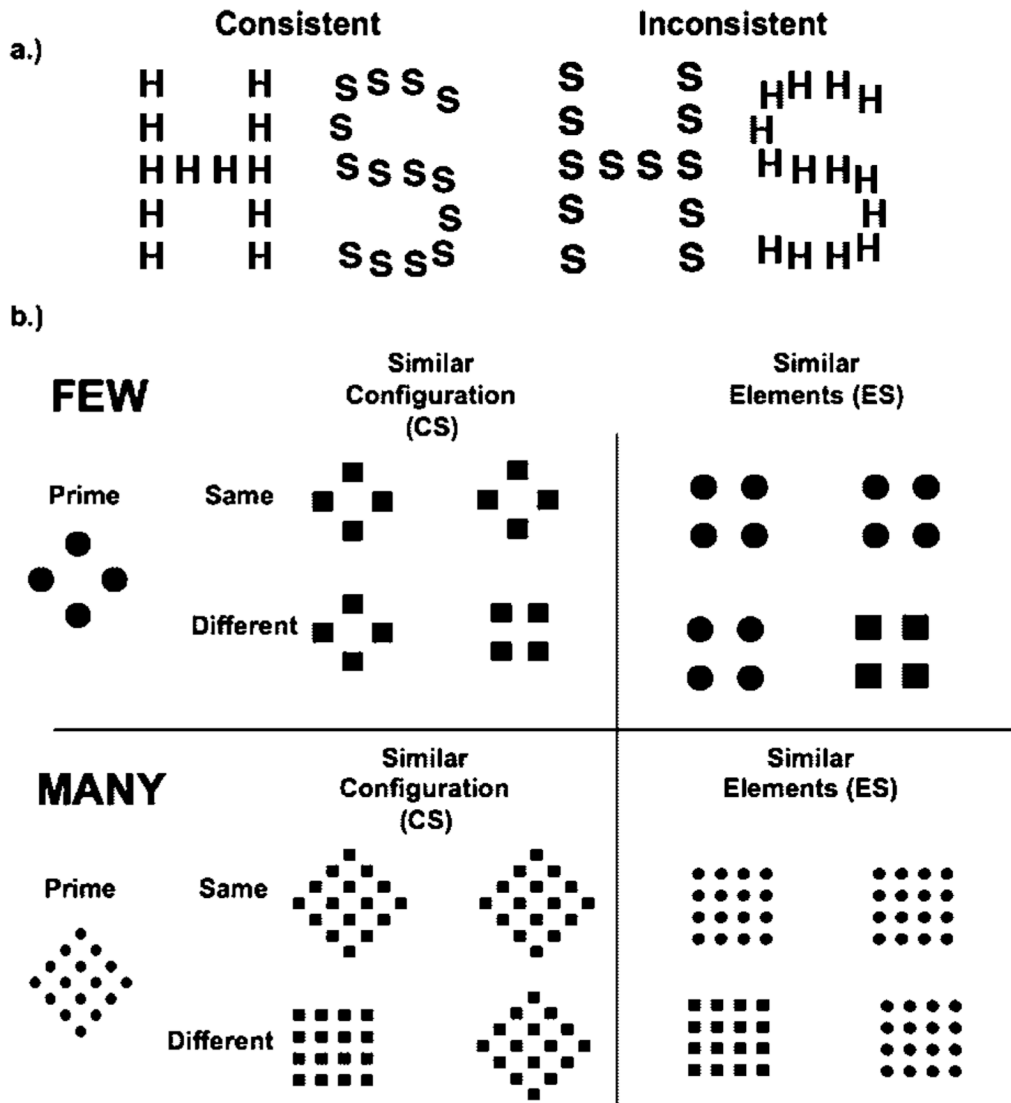 Consistent Inconsistent
a.)
H H S S S S S S H H H H
H H S S S H
H H H H S S S S S S S S H H H H
H H S S S H
H H S S S S S S H H H H
b.)
FEW
Similar
Configuration
(CS)
Similar
Elements (ES)
Prime
Same
Different
MANY
Similar
Configuration
(CS)
Similar
Elements (ES)
Prime
Same
Different